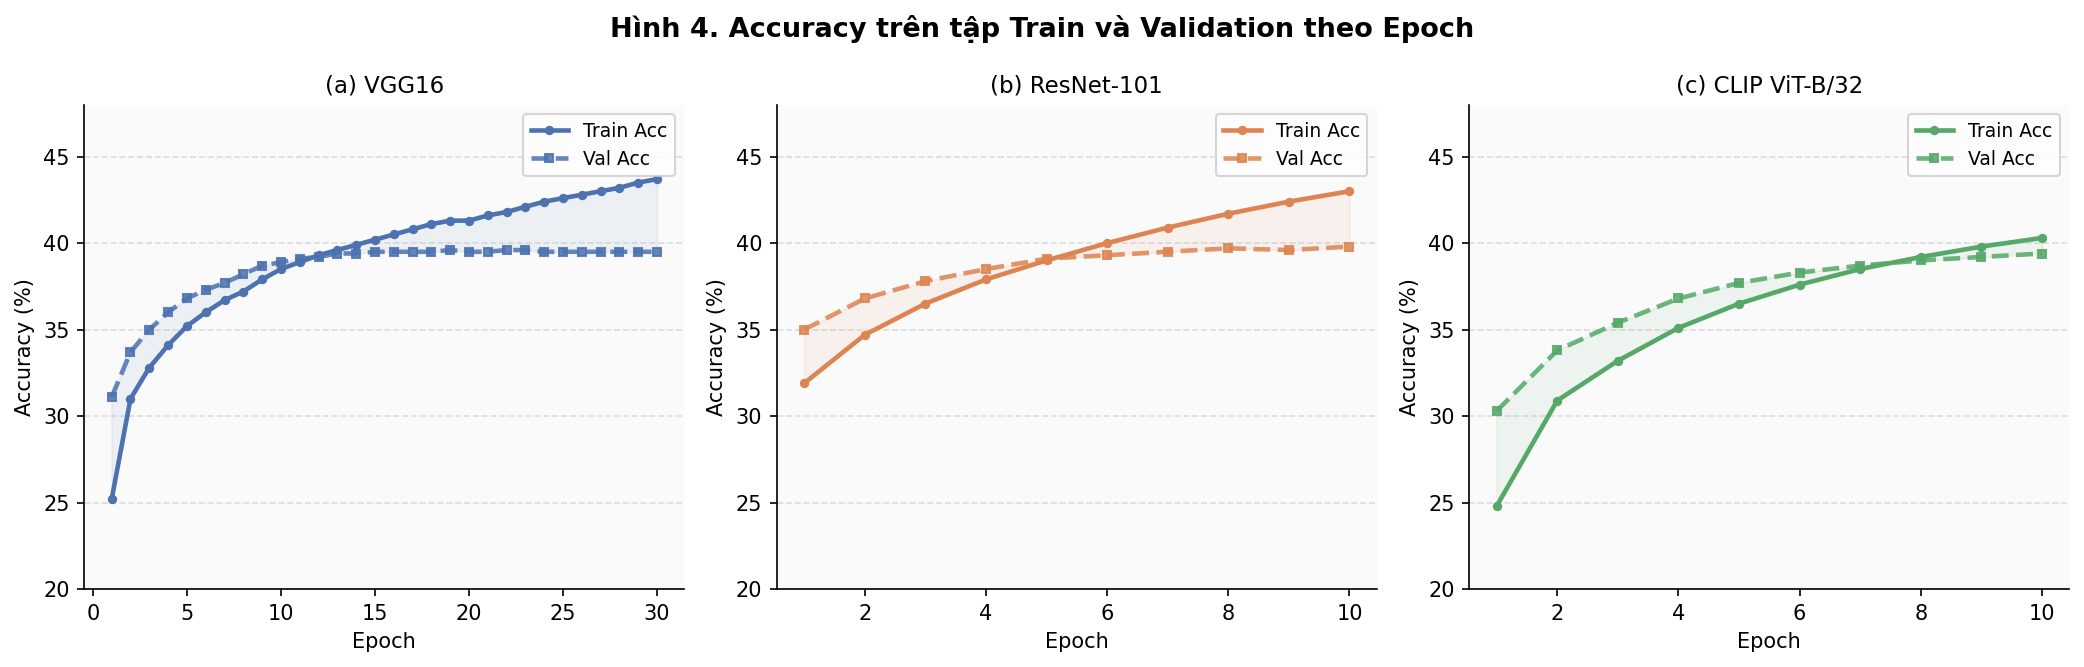 Hình 4. Accuracy trên tập Train và Validation theo Epoch
(a) VGG16
Train Acc
Val Acc
Accuracy (%)
45
40
35
30
25
20
0 5 10 15 20 25 30
Epoch
(b) ResNet-101
Train Acc
Val Acc
Accuracy (%)
45
40
35
30
25
20
2 4 6 8 10
Epoch
(c) CLIP ViT-B/32
Train Acc
Val Acc
Accuracy (%)
45
40
35
30
25
20
2 4 6 8 10
Epoch